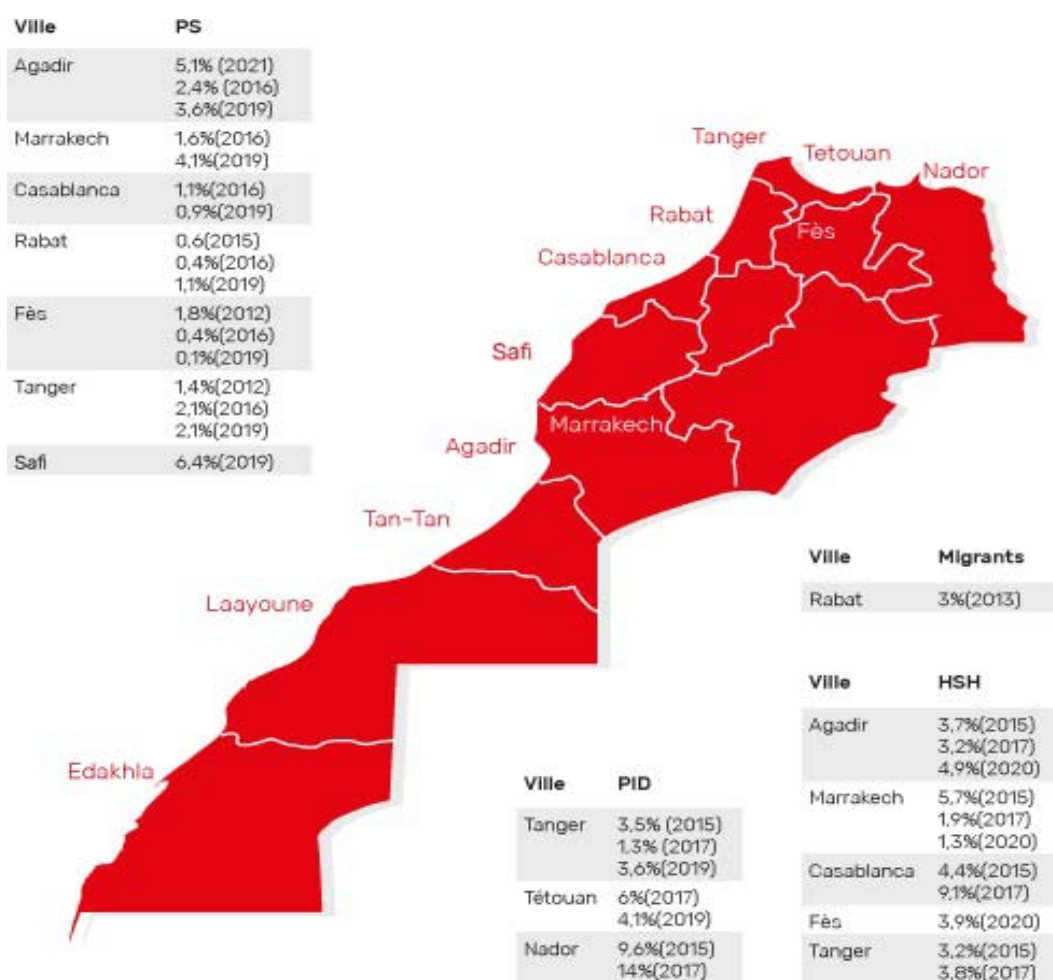 Ville PS
Agadir 5,1% (2021)
2,4% (2016)
3,6%(2019)
Marrakech 1,6%(2016)
4,1%(2019)
Casablanca 1,1%(2016)
0,9%(2019)
Rabat 0,6(2015)
0,4%(2016)
1,1%(2019)
Fès 1,8%(2012)
0,4%(2016)
0,1%(2019)
Tanger 1,4%(2012)
2,1%(2016)
2,1%(2019)
Safi 6,4%(2019)
Tanger
Tetouan
Nador
Rabat
Fès
Casablanca
Safi
Marrakech
Agadir
Tan-Tan
Laayoune
Edakhla
Ville Migrants
Rabat 3%(2013)
Ville PID
Tanger 3,5% (2015)
1,3% (2017)
3,6%(2019)
Tétouan 6%(2017)
4,1%(2019)
Nador 9,6%(2015)
14%(2017)
Ville HSH
Agadir 3,7%(2015)
3,2%(2017)
4,9%(2020)
Marrakech 5,7%(2015)
1,9%(2017)
1,3%(2020)
Casablanca 4,4%(2015)
9,1%(2017)
Fès 3,9%(2020)
Tanger 3,2%(2015)
3,8%(2017)